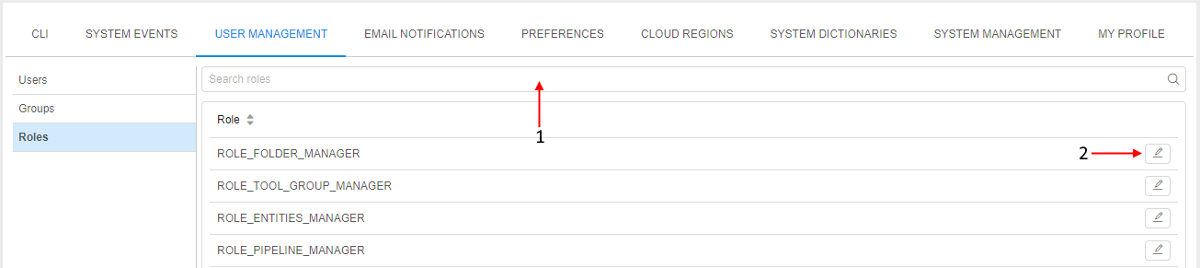 CLI SYSTEM EVENTS USER MANAGEMENT EMAIL NOTIFICATIONS PREFERENCES CLOUD REGIONS SYSTEM DICTIONARIES SYSTEM MANAGEMENT MY PROFILE
Users
Groups
Roles
Search roles
1
Role
ROLE_FOLDER_MANAGER
2
ROLE_TOOL_GROUP_MANAGER
ROLE_ENTITIES_MANAGER
ROLE_PIPELINE_MANAGER